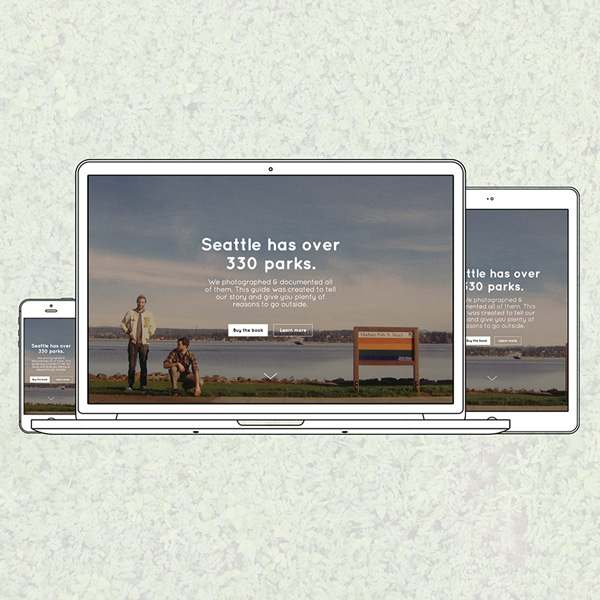 Seattle has over
330 parks.
We photographed & documented all
of them. This guide was created to tell
our story and give you plenty of
reasons to go outside.
Buy the book
Learn more
Seattle has over
330 parks.
Buy the book
Learn more
ttle has over
330 parks.
photographed &
mented all of them. This
was created to tell our story
and give you plenty of
reasons to go outside.
Buy the book
Learn more